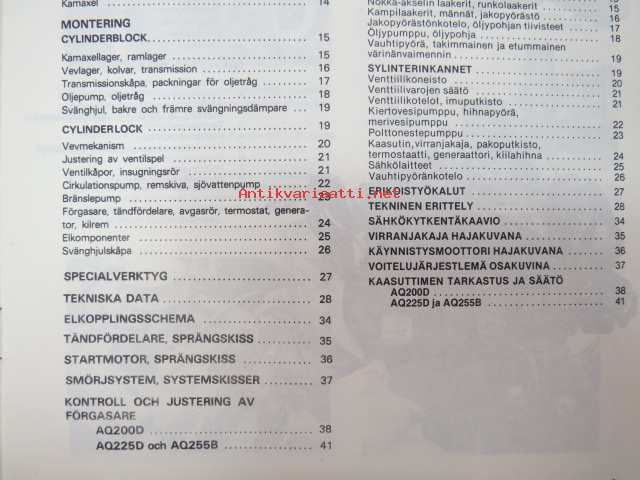 Kamaxel 14
MONTERING
CYLINDERBLOCK 15
Kamaxellager, ramlager 15
Vevlager, kolvar, transmission 16
Transmissionskåpa, packningar för oljetråg 17
Oljepump, oljetråg 18
Svänghjul, bakre och främre svängningsdämpare 19
CYLINDERLOCK 19
Vevmekanism 20
Justering av ventilspel 21
Ventilkåpor, insugningsrör 21
Cirkulationspump, remskiva, sjövattenpump 22
Bränslepump 23
Förgasare, tändfördelare, avgasrör, termostat, genera-
tor, kilrem 24
Elkomponenter 25
Svänghjulskåpa 26
SPECIALVERKTYG 27
TEKNISKA DATA 28
ELKOPPLINGSSCHEMA 34
TÄNDFÖRDELARE, SPRÄNGSKISS 35
STARTMOTOR, SPRÄNGSKISS 36
SMÖRJSYSTEM, SYSTEMSKISSER 37
KONTROLL OCH JUSTERING AV
FÖRGASARE
AQ200D 38
AQ225D och AQ255B 41
Nokka-akselin laakerit, runkolaakerit 15
Kampilaakerit, männät, jakopyörästö 16
Jakopyörästönkotelo, öljypohjan tiivisteet 17
Öljypumppu, öljypohja 18
Vauhtipyörä, takimmainen ja etummainen
värinänvaimennin 19
SYLINTERINKANNET 19
Venttiilikoneisto 20
Venttiilivarojen säätö 21
Venttiilikotelot, imuputkisto 21
Kiertovesipumppu, hihnapyörä,
merivesipumppu 22
Polttonestepumppu 23
Kaasutin, virranjakaja, pakoputkisto,
termostaatti, generaattori, kiilahihna 24
Sähkölaitteet 25
Vauhtipyöränkotelo 26
ERIKOISTYÖKALUT 27
TEKNINEN ERITTELY 28
SÄHKÖKYTKENTÄKAAVIO 34
VIRRANJAKAJA HAJAKUVANA 35
KÄYNNISTYSMOOTTORI HAJAKUVANA 36
VOITELUJÄRJESTLEMÄ OSAKUVINA 37
KAASUTTIMEN TARKASTUS JA SÄÄTÖ
AQ200D 38
AQ225D ja AQ255B 41
Antikvariaatti.net